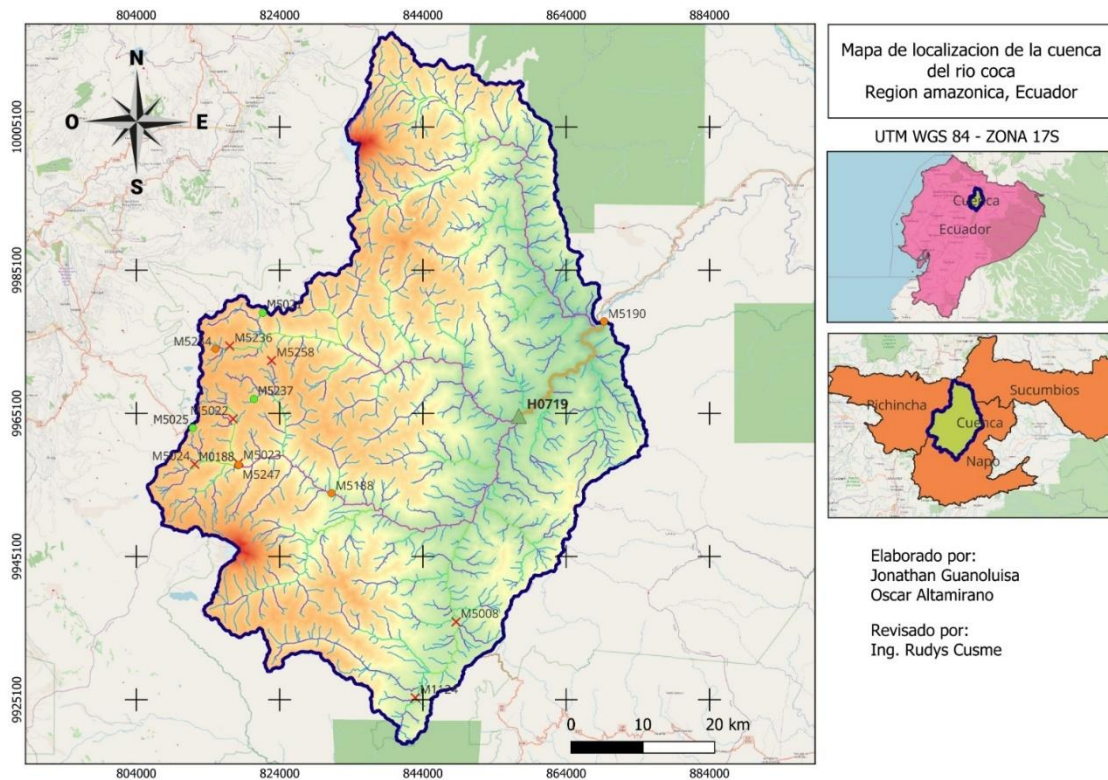 804000 824000 844000 864000 884000
Mapa de localizacion de la cuenca
del rio coca
Region amazonica, Ecuador
UTM WGS 84 - ZONA 17S
N
O E
S
10005100
9985100
9965100
9945100
9925100
Cuenca
Ecuador
M5190
M5236
M5258
M5237
H0719
M5022
M5025
M5024 M0188 M5023
M5247
M5188
M5008
M1124
Sucumbios
Pichincha
Cuenca
Napo
Elaborado por:
Jonathan Guanoluisa
Oscar Altamirano
Revisado por:
Ing. Rudys Cusme
0 10 20 km
804000 824000 844000 864000 884000